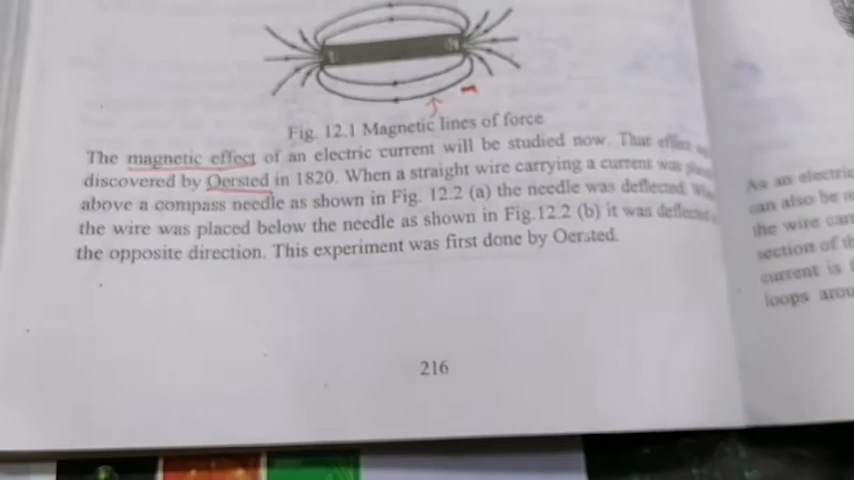 N
Fig. 12.1 Magnetic lines of force
The magnetic effect of an electric current will be studied now. That effect
discovered by Oersted in 1820. When a straight wire carrying a current was
above a compass needle as shown in Fig. 12.2 (a) the needle was deflected.
the wire was placed below the needle as shown in Fig.12.2 (b) it was deflected
the opposite direction. This experiment was first done by Oersted.
216
As an electric
can also be
the wire
section of
current is
loops